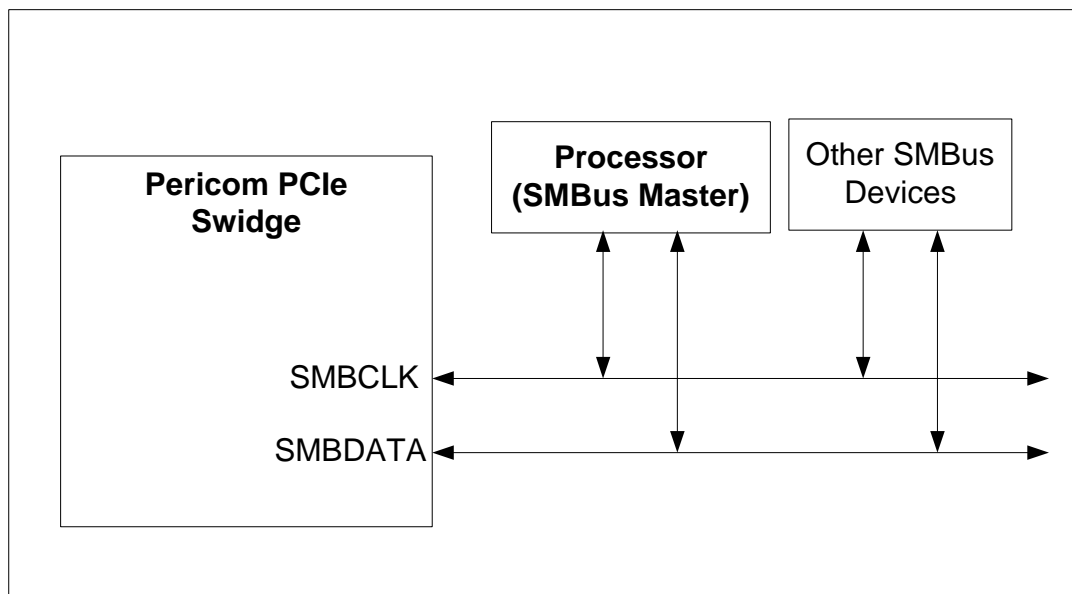 Pericom PCIe
Swidge
Processor
(SMBus Master)
Other SMBus
Devices
SMBCLK
SMBDATA